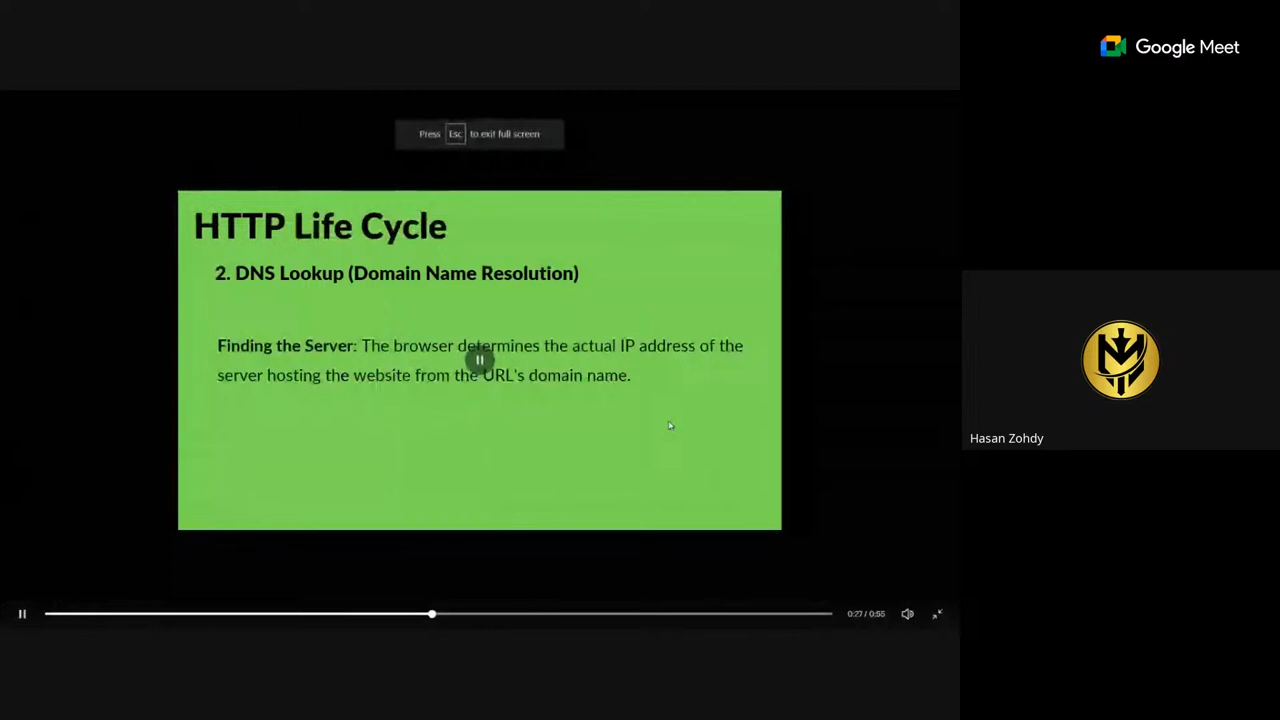 Google Meet
Press Esc to exit full screen
HTTP Life Cycle
2. DNS Lookup (Domain Name Resolution)
Finding the Server: The browser determines the actual IP address of the
server hosting the website from the URL's domain name.
Hasan Zohdy
0:27 / 0:55